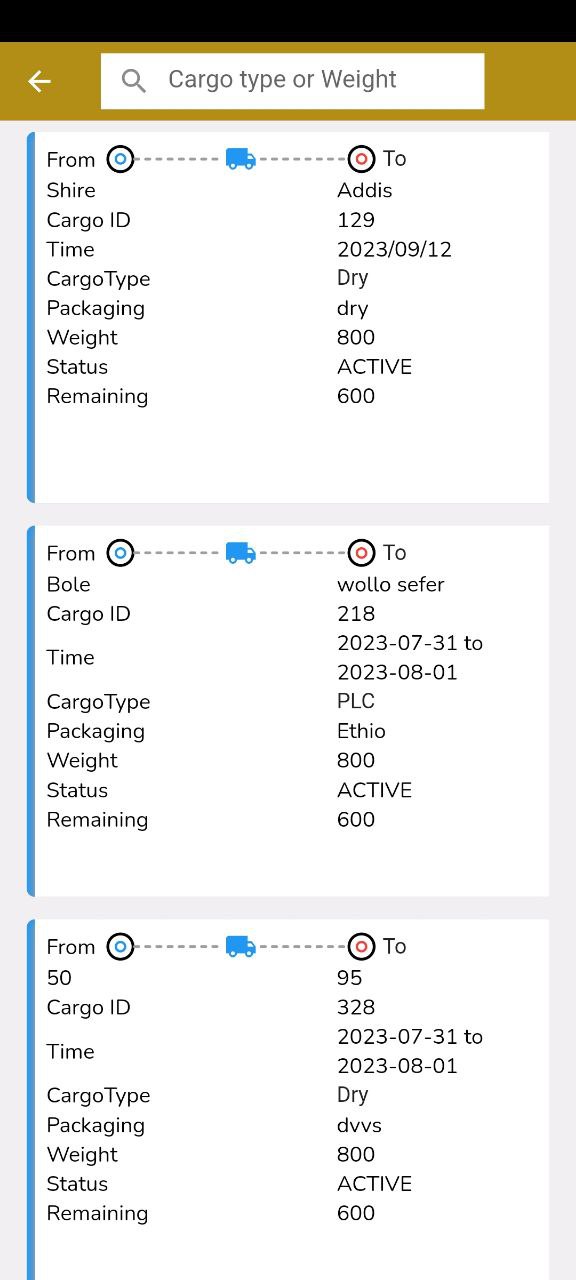 Cargo type or Weight
From To
Shire Addis
Cargo ID 129
Time 2023/09/12
CargoType Dry
Packaging dry
Weight 800
Status ACTIVE
Remaining 600
From To
Bole wollo sefer
Cargo ID 218
Time 2023-07-31 to
2023-08-01
CargoType PLC
Packaging Ethio
Weight 800
Status ACTIVE
Remaining 600
From To
50 95
Cargo ID 328
Time 2023-07-31 to
2023-08-01
CargoType Dry
Packaging dvvs
Weight 800
Status ACTIVE
Remaining 600